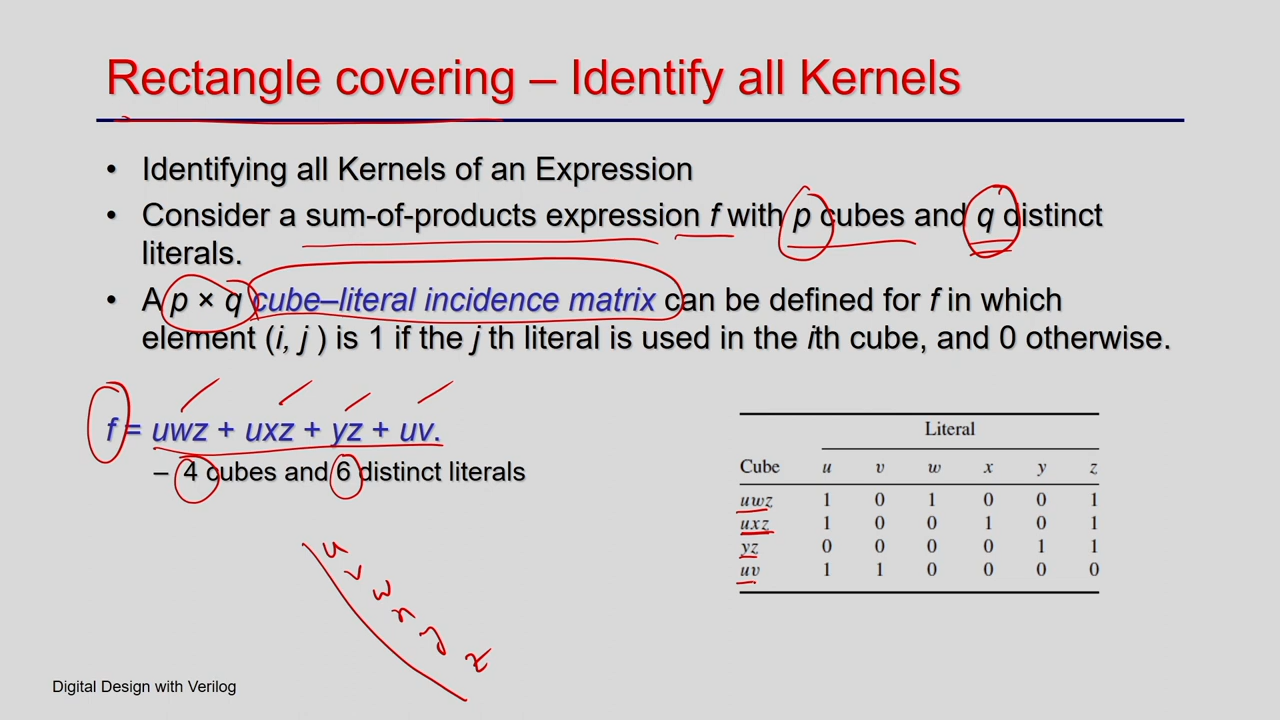 Rectangle covering – Identify all Kernels
• Identifying all Kernels of an Expression
• Consider a sum-of-products expression f with p cubes and q distinct
literals.
• A p × q cube–literal incidence matrix can be defined for f in which
element (i, j ) is 1 if the j th literal is used in the ith cube, and 0 otherwise.
f = uwz + uxz + yz + uv.
– 4 cubes and 6 distinct literals
Literal
Cube u v w x y z
uwz 1 0 1 0 0 1
uxz 1 0 0 1 0 1
yz 0 0 0 0 1 1
uv 1 1 0 0 0 0
u
v
w
x
y
z
Digital Design with Verilog